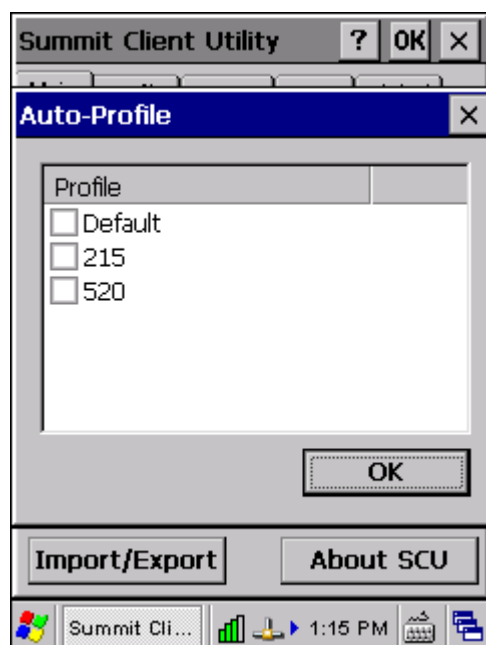 Summit Client Utility ? OK ×
Auto-Profile ×
Profile
Default
215
520
OK
Import/Export About SCU
Summit Cli... 1:15 PM